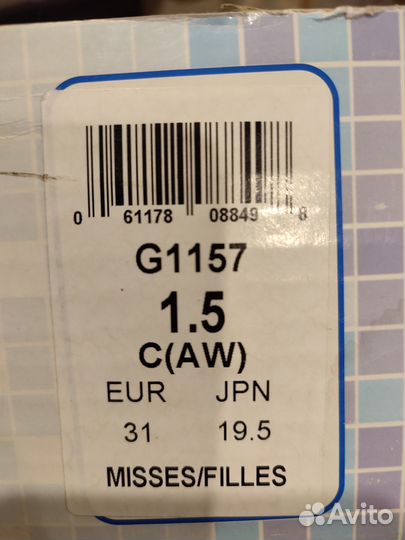 0 61178 08849 8
G1157
1.5
C(AW)
EUR JPN
31 19.5
MISSES/FILLES
Avito